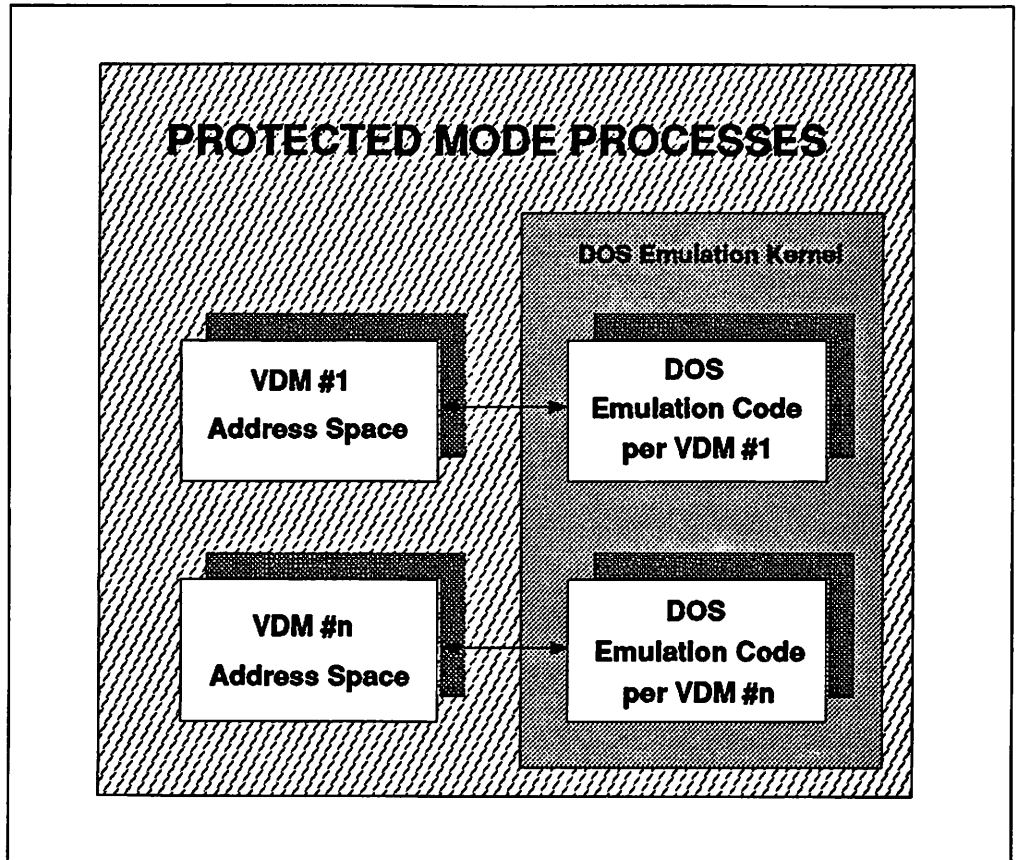 PROTECTED MODE PROCESSES
DOS Emulation Kernel
VDM #1
Address Space
DOS
Emulation Code
per VDM #1
VDM #n
Address Space
DOS
Emulation Code
per VDM #n